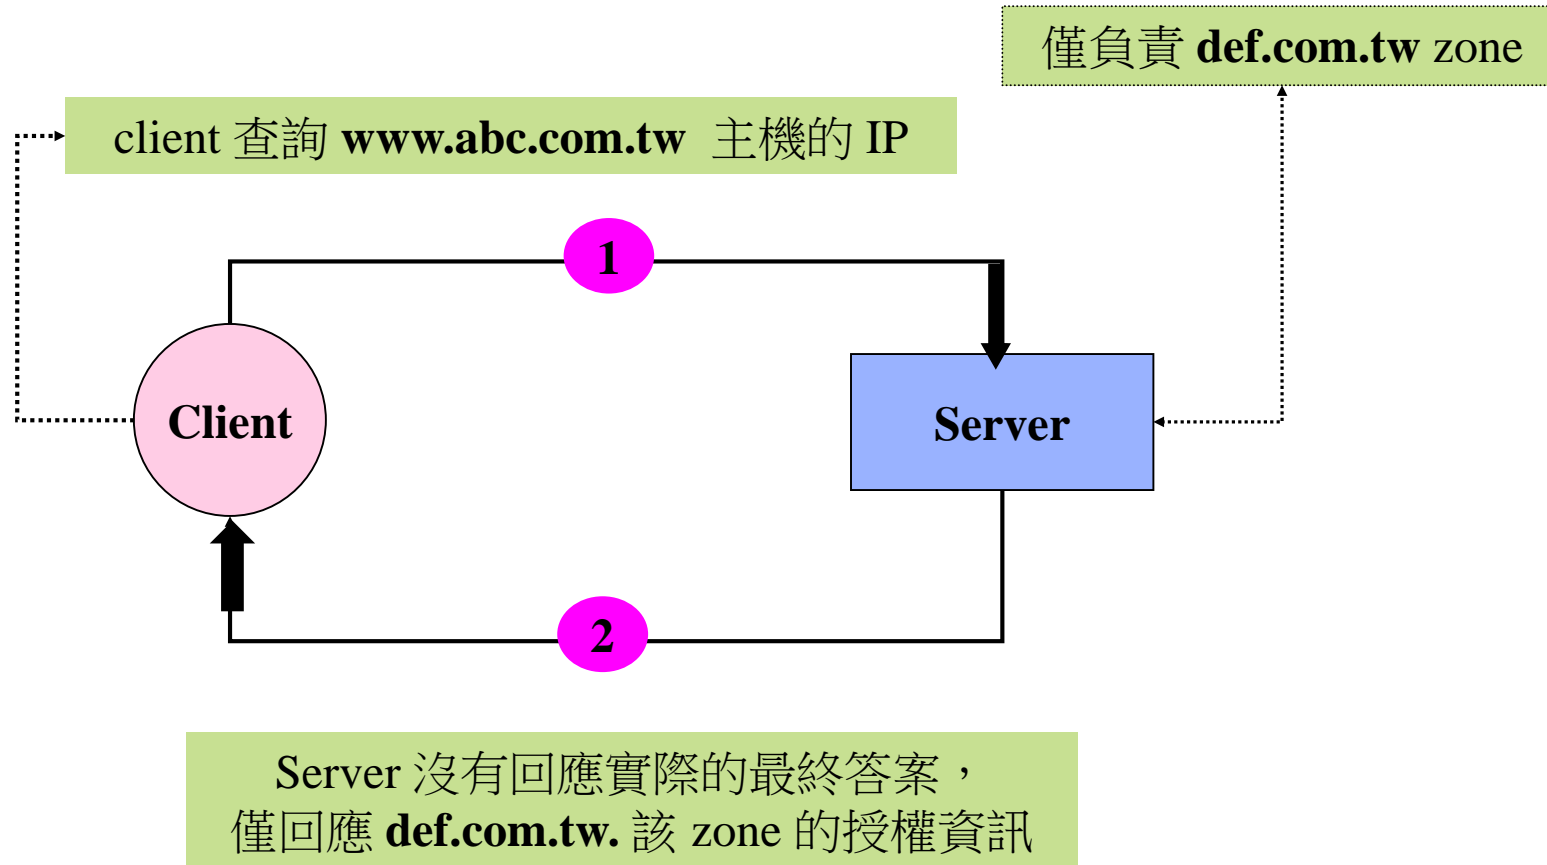 僅負責 def.com.tw zone
client 查詢 www.abc.com.tw 主機的 IP
1
Client
Server
2
Server 沒有回應實際的最終答案，
僅回應 def.com.tw. 該 zone 的授權資訊